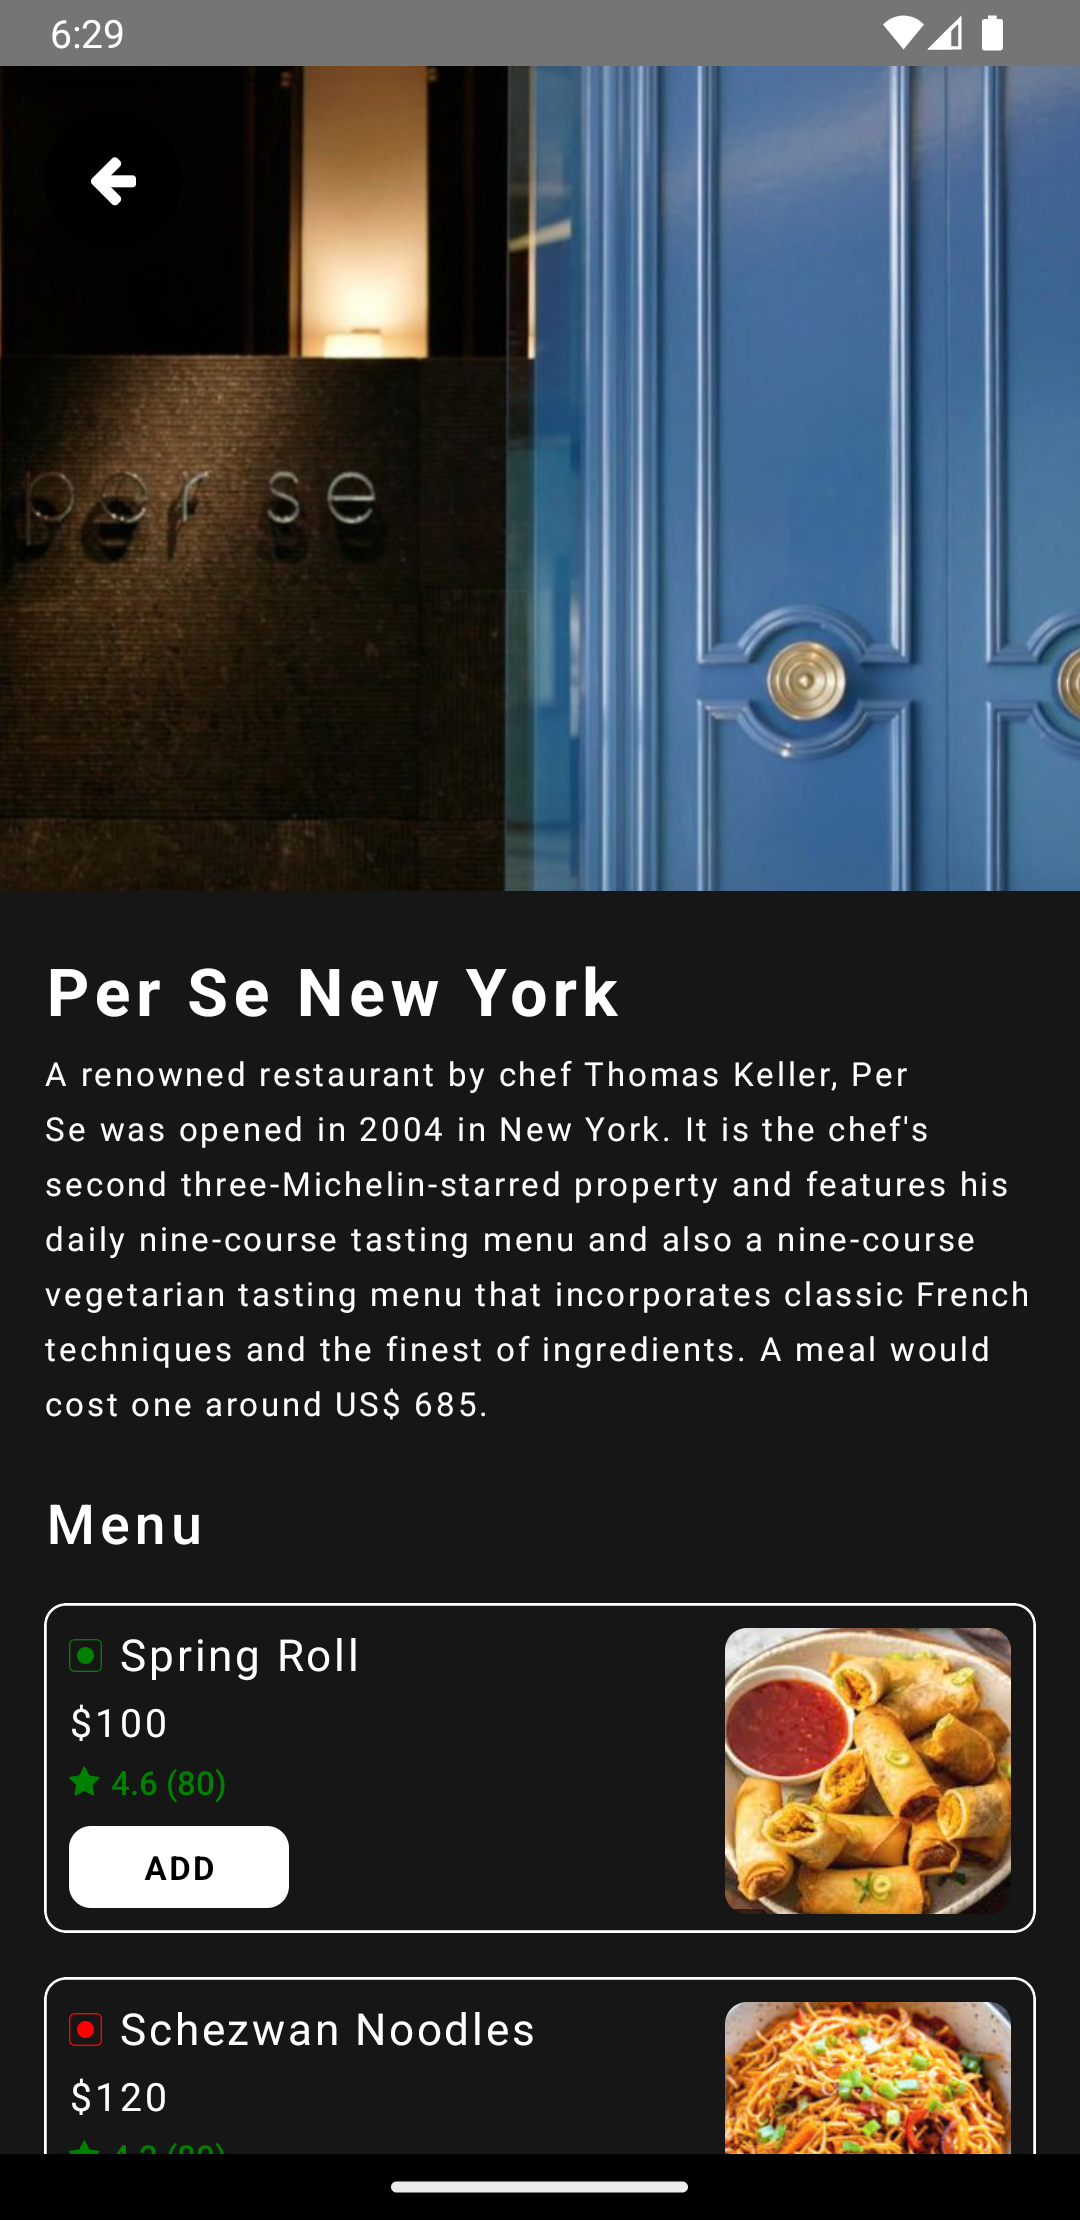 6:29
per se
Per Se New York
A renowned restaurant by chef Thomas Keller, Per
Se was opened in 2004 in New York. It is the chef's
second three-Michelin-starred property and features his
daily nine-course tasting menu and also a nine-course
vegetarian tasting menu that incorporates classic French
techniques and the finest of ingredients. A meal would
cost one around US$ 685.
Menu
Spring Roll
$100
4.6 (80)
ADD
Schezwan Noodles
$120